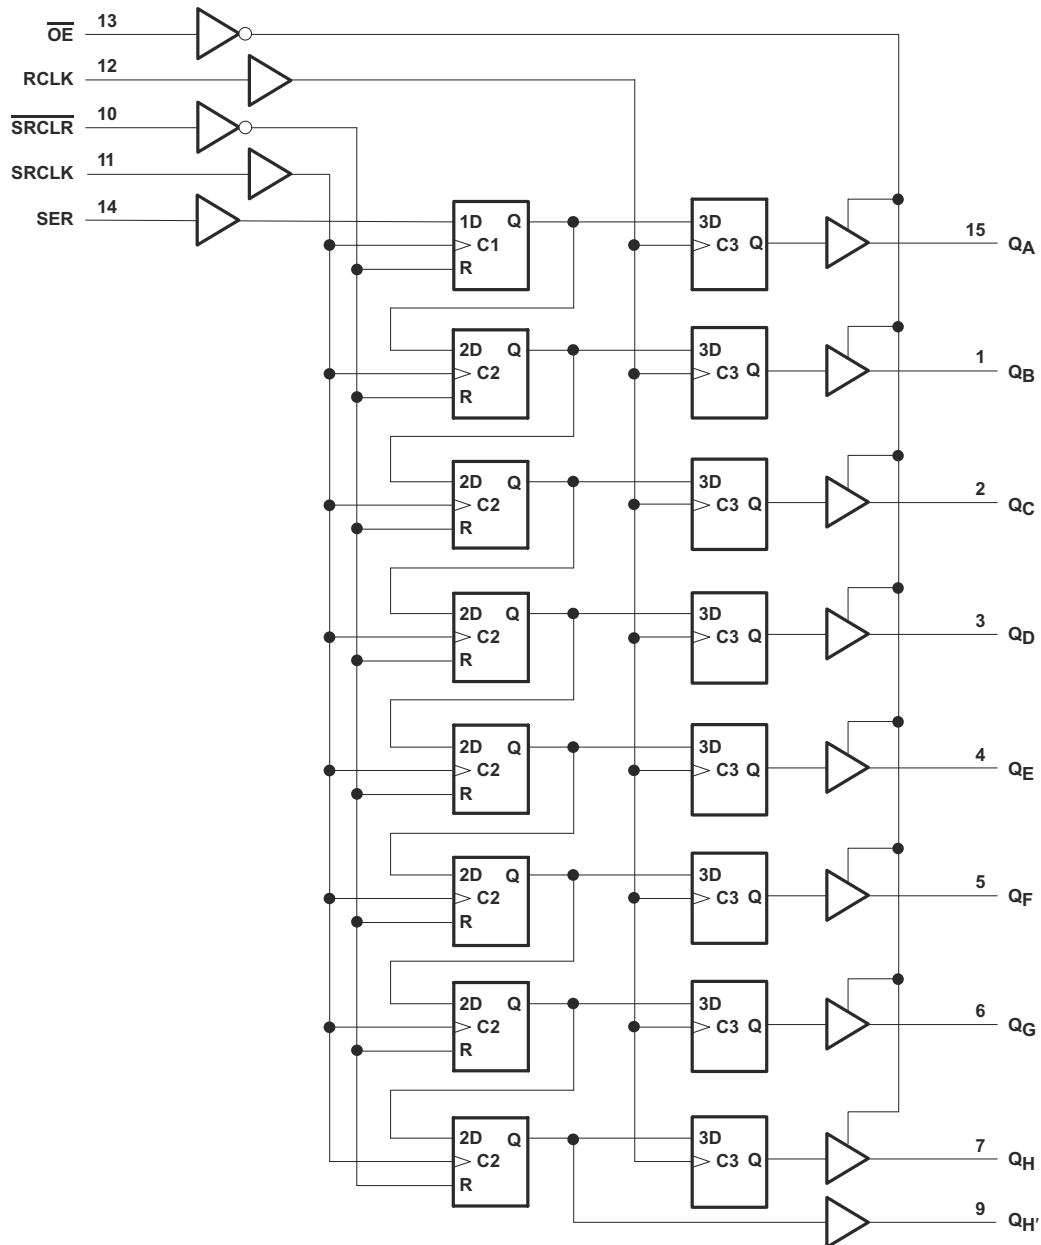 OE 13
RCLK 12
SRCLR 10
SRCLK 11
SER 14
1D Q 3D
C1 C3 Q 15 QA
R
2D Q 3D
C2 C3 Q 1 QB
R
2D Q 3D
C2 C3 Q 2 QC
R
2D Q 3D
C2 C3 Q 3 QD
R
2D Q 3D
C2 C3 Q 4 QE
R
2D Q 3D
C2 C3 Q 5 QF
R
2D Q 3D
C2 C3 Q 6 QG
R
2D Q 3D
C2 C3 Q 7 QH
R
9 QH′